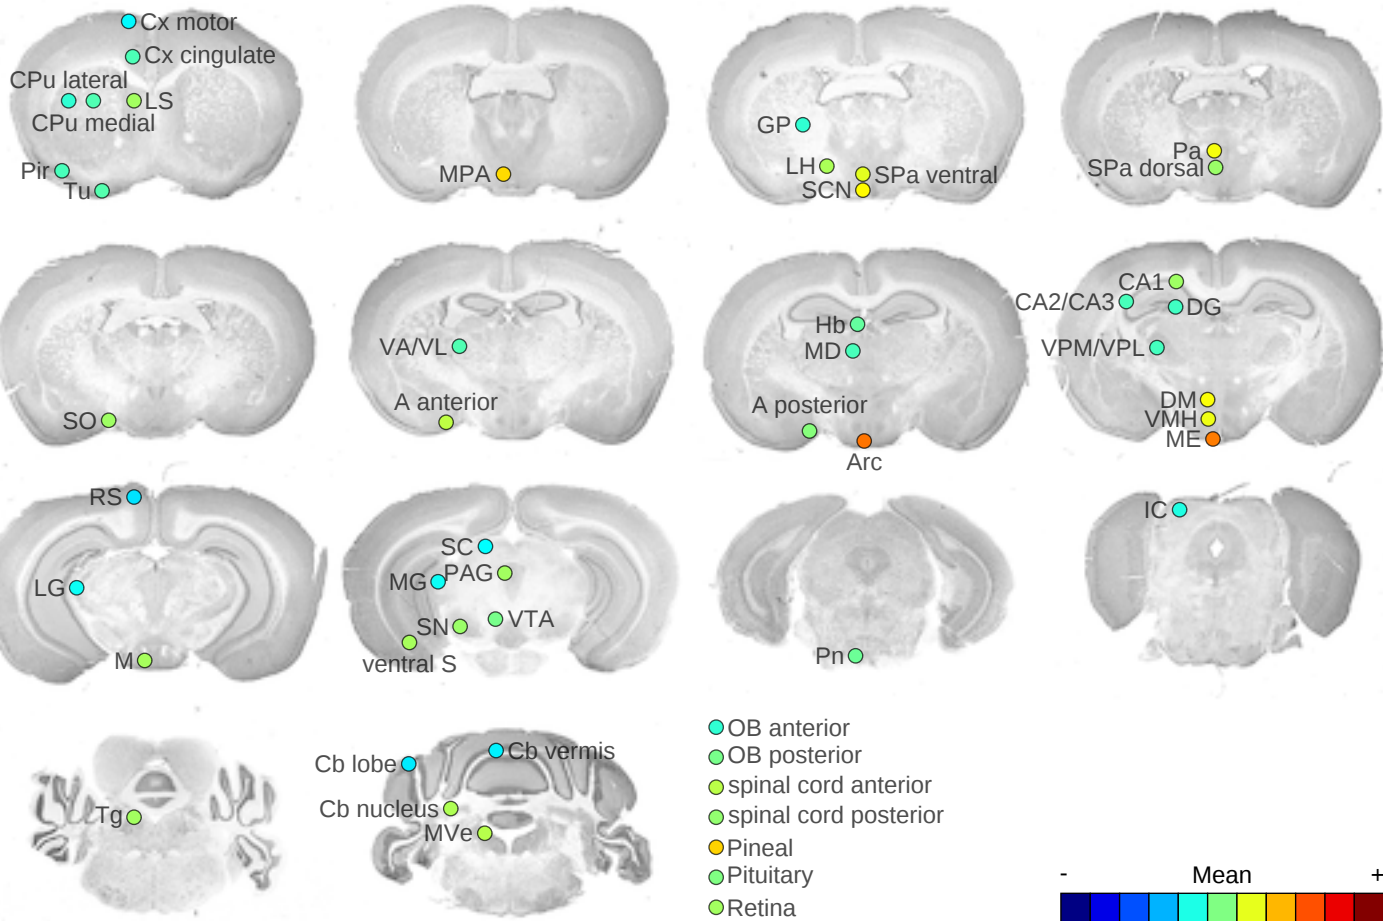 Cx motor
Cx cingulate
CPu lateral
LS
CPu medial
Pir
Tu
MPA
GP
LH
SPa ventral
SCN
Pa
SPa dorsal
SO
VA/VL
A anterior
Hb
MD
A posterior
Arc
CA1
CA2/CA3
DG
VPM/VPL
DM
VMH
ME
RS
LG
M
SC
MG
PAG
SN
VTA
ventral S
Pn
IC
Tg
Cb lobe
Cb vermis
Cb nucleus
MVe
OB anterior
OB posterior
spinal cord anterior
spinal cord posterior
Pineal
Pituitary
Retina
- Mean +